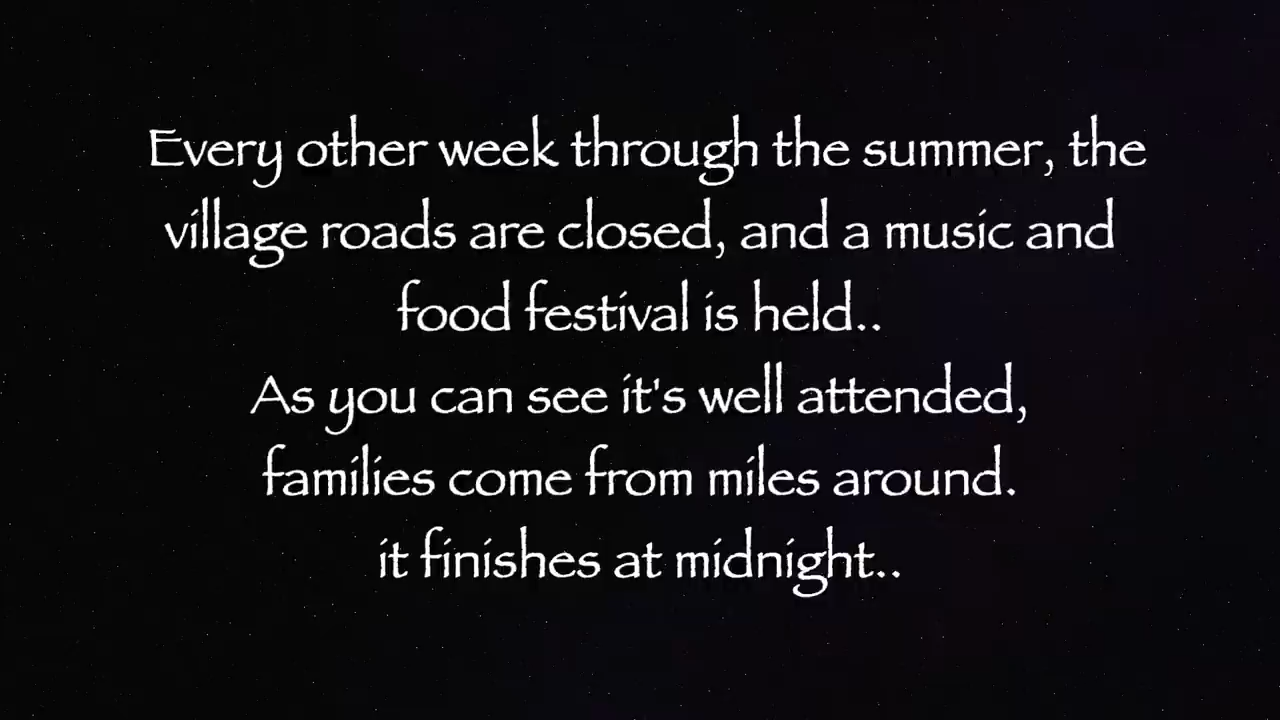 Every other week through the summer, the
village roads are closed, and a music and
food festival is held..
As you can see it's well attended,
families come from miles around.
it finishes at midnight..